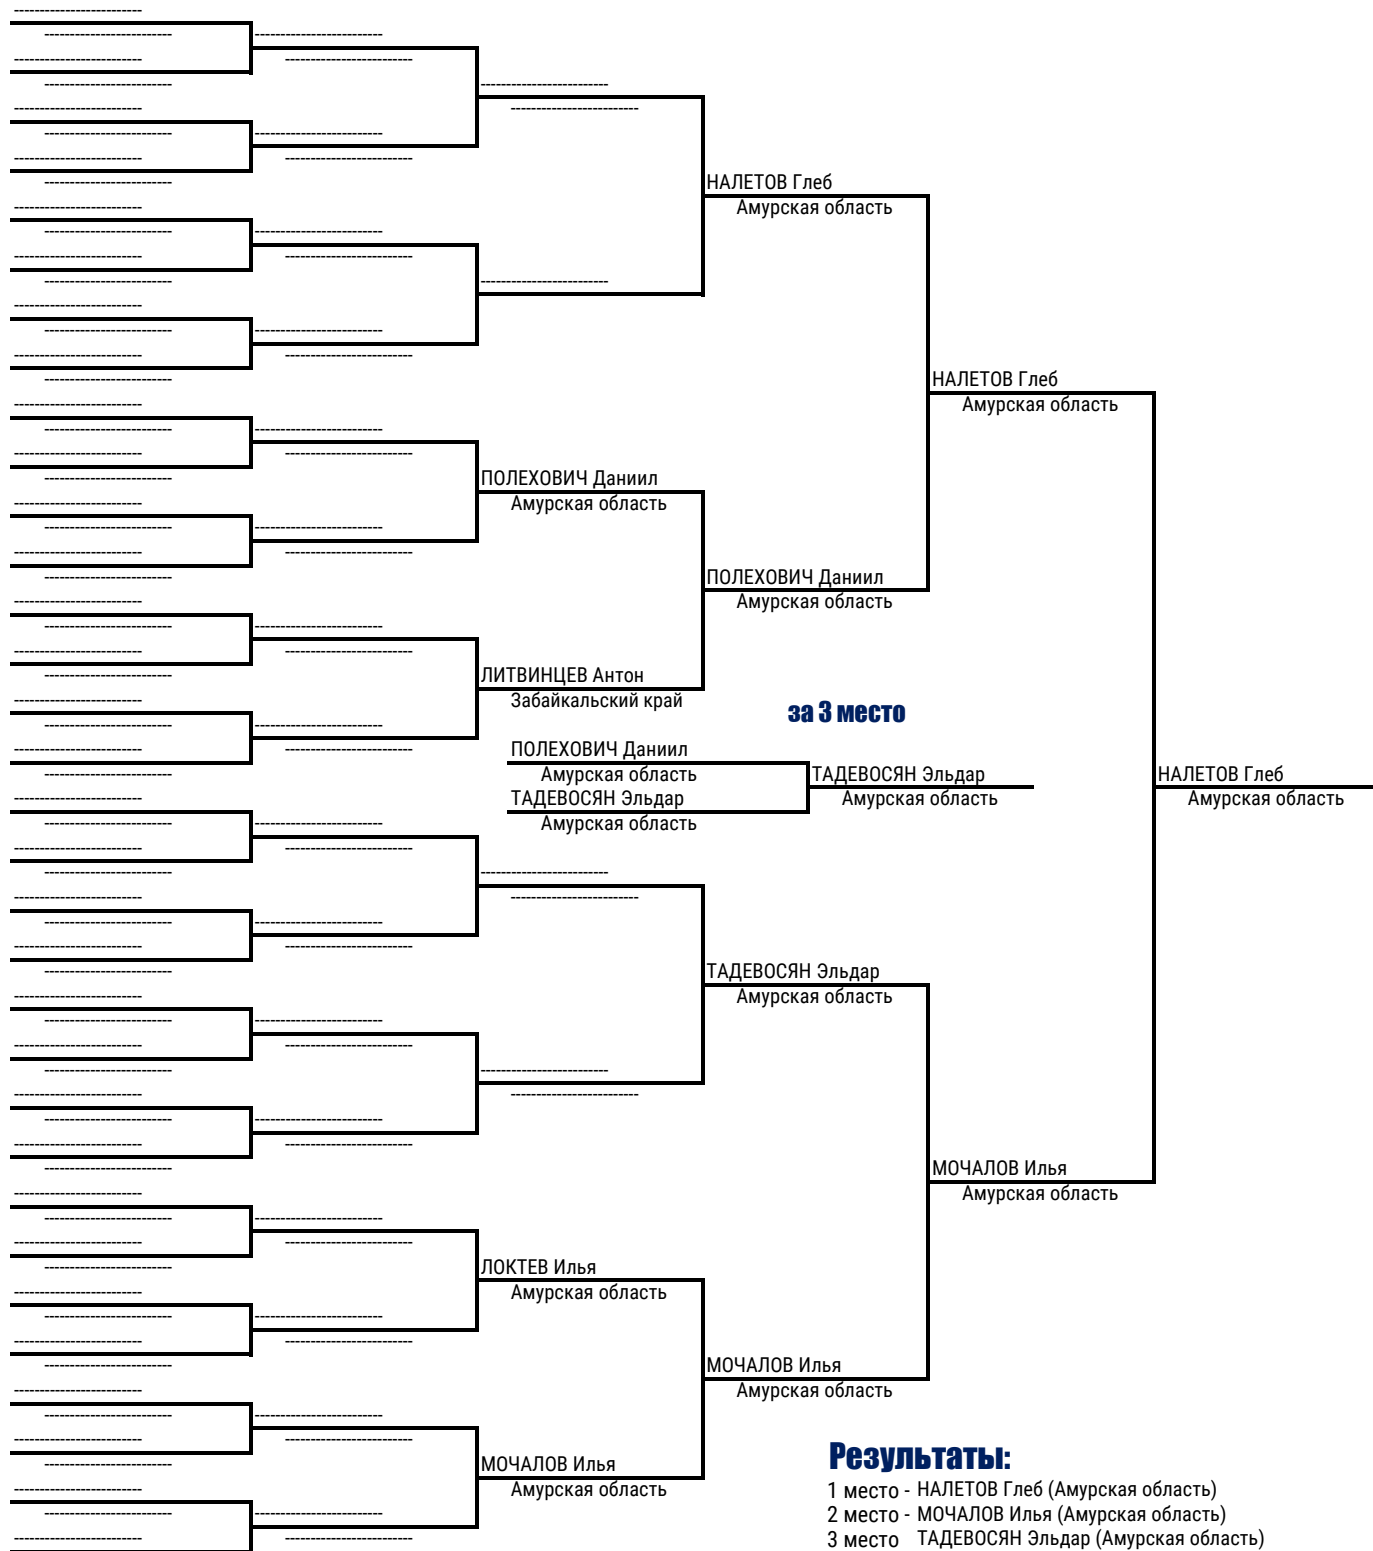 НАЛЕТОВ Глеб
Амурская область
НАЛЕТОВ Глеб
Амурская область
ПОЛЕХОВИЧ Даниил
Амурская область
ПОЛЕХОВИЧ Даниил
Амурская область
ЛИТВИНЦЕВ Антон
Забайкальский край
за 3 место
ПОЛЕХОВИЧ Даниил
Амурская область
ТАДЕВОСЯН Эльдар
Амурская область
ТАДЕВОСЯН Эльдар
Амурская область
НАЛЕТОВ Глеб
Амурская область
ТАДЕВОСЯН Эльдар
Амурская область
МОЧАЛОВ Илья
Амурская область
ЛОКТЕВ Илья
Амурская область
МОЧАЛОВ Илья
Амурская область
МОЧАЛОВ Илья
Амурская область
Результаты:
1 место - НАЛЕТОВ Глеб (Амурская область)
2 место - МОЧАЛОВ Илья (Амурская область)
3 место ТАДЕВОСЯН Эльдар (Амурская область)